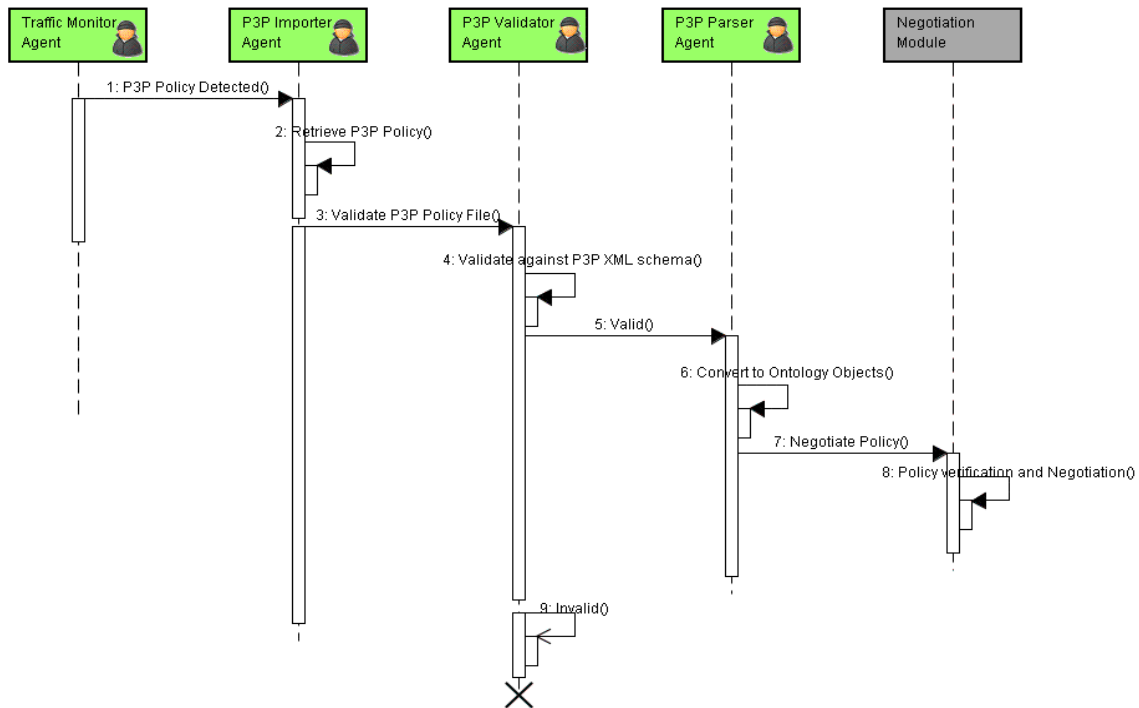 Traffic Monitor
Agent
P3P Importer
Agent
P3P Validator
Agent
P3P Parser
Agent
Negotiation
Module
1: P3P Policy Detected()
2: Retrieve P3P Policy()
3: Validate P3P Policy File()
4: Validate against P3P XML schema()
5: Valid()
6: Convert to Ontology Objects()
7: Negotiate Policy()
8: Policy verification and Negotiation()
9: Invalid()